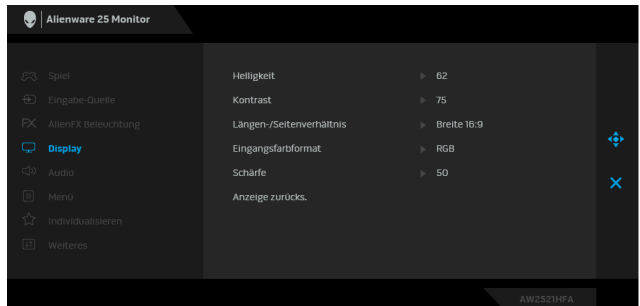 Alienware 25 Monitor
Spiel
Eingabe-Quelle
AlienFX Beleuchtung
Display
Audio
Menü
Individualisieren
Weiteres
Helligkeit 62
Kontrast 75
Längen-/Seitenverhältnis Breite 16:9
Eingangsfarbformat RGB
Schärfe 50
Anzeige zurücks.
AW2521HFA